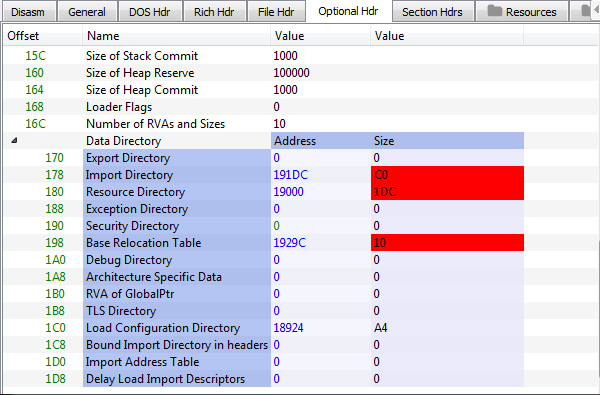 Disasm General DOS Hdr Rich Hdr File Hdr Optional Hdr Section Hdrs Resources
Offset Name Value Value
15C Size of Stack Commit 1000
160 Size of Heap Reserve 100000
164 Size of Heap Commit 1000
168 Loader Flags 0
16C Number of RVAs and Sizes 10
Data Directory Address Size
170 Export Directory 0 0
178 Import Directory 191DC C0
180 Resource Directory 19000 1DC
188 Exception Directory 0 0
190 Security Directory 0 0
198 Base Relocation Table 1929C 10
1A0 Debug Directory 0 0
1A8 Architecture Specific Data 0 0
1B0 RVA of GlobalPtr 0 0
1B8 TLS Directory 0 0
1C0 Load Configuration Directory 18924 A4
1C8 Bound Import Directory in headers 0 0
1D0 Import Address Table 0 0
1D8 Delay Load Import Descriptors 0 0